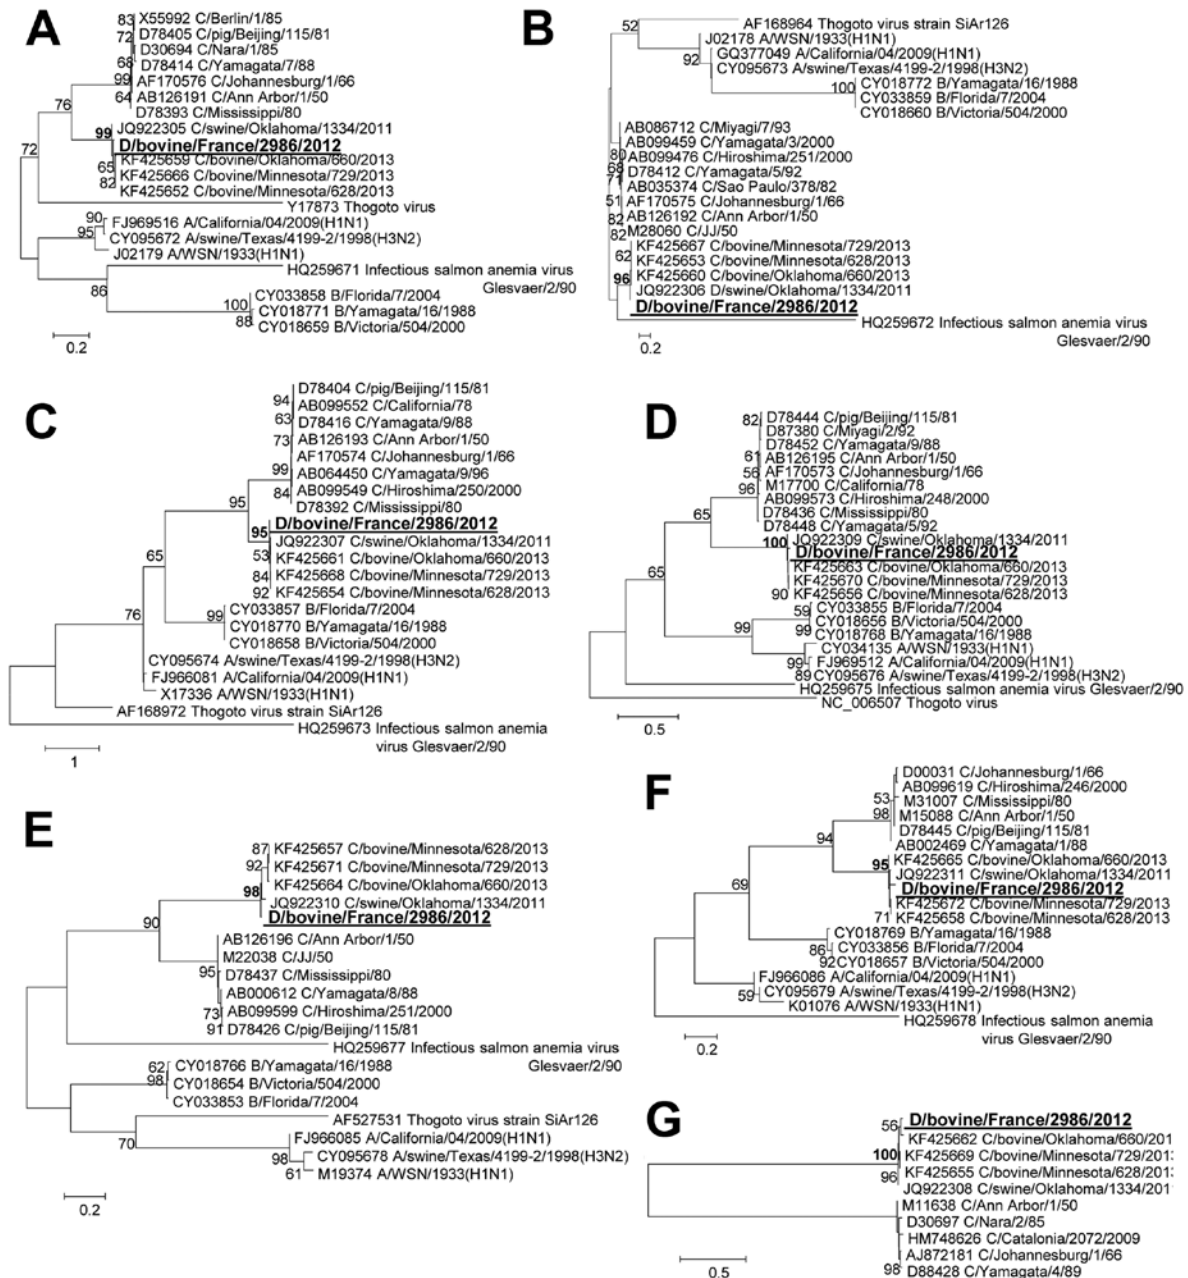 A
83 X55992 C/Berlin/1/85
72 D78405 C/pig/Beijing/115/81
D30694 C/Nara/1/85
68 D78414 C/Yamagata/7/88
99 AF170576 C/Johannesburg/1/66
64 AB126191 C/Ann Arbor/1/50
D78393 C/Mississippi/80
76
99 JQ922305 C/swine/Oklahoma/1334/2011
D/bovine/France/2986/2012
72
65 KF425659 C/bovine/Oklahoma/660/2013
KF425666 C/bovine/Minnesota/729/2013
82 KF425652 C/bovine/Minnesota/628/2013
Y17873 Thogoto virus
90 FJ969516 A/California/04/2009(H1N1)
95 CY095672 A/swine/Texas/4199-2/1998(H3N2)
J02179 A/WSN/1933(H1N1)
HQ259671 Infectious salmon anemia virus
Glesvaer/2/90
86
CY033858 B/Florida/7/2004
100 CY018771 B/Yamagata/16/1988
88 CY018659 B/Victoria/504/2000
0.2
B
52 AF168964 Thogoto virus strain SiAr126
J02178 A/WSN/1933(H1N1)
GQ377049 A/California/04/2009(H1N1)
92 CY095673 A/swine/Texas/4199-2/1998(H3N2)
CY018772 B/Yamagata/16/1988
100 CY033859 B/Florida/7/2004
CY018660 B/Victoria/504/2000
AB086712 C/Miyagi/7/93
AB099459 C/Yamagata/3/2000
80 AB099476 C/Hiroshima/251/2000
68 D78412 C/Yamagata/5/92
71 AB035374 C/Sao Paulo/378/82
51 AF170575 C/Johannesburg/1/66
82 AB126192 C/Ann Arbor/1/50
82 M28060 C/JJ/50
KF425667 C/bovine/Minnesota/729/2013
62 KF425653 C/bovine/Minnesota/628/2013
96 KF425660 C/bovine/Oklahoma/660/2013
JQ922306 D/swine/Oklahoma/1334/2011
D/bovine/France/2986/2012
HQ259672 Infectious salmon anemia virus
Glesvaer/2/90
0.2
C
D78404 C/pig/Beijing/115/81
94 AB099552 C/California/78
63 D78416 C/Yamagata/9/88
73 AB126193 C/Ann Arbor/1/50
AF170574 C/Johannesburg/1/66
99 AB064450 C/Yamagata/9/96
84 AB099549 C/Hiroshima/250/2000
D78392 C/Mississippi/80
95
95 D/bovine/France/2986/2012
JQ922307 C/swine/Oklahoma/1334/2011
65
53 KF425661 C/bovine/Oklahoma/660/2013
84 KF425668 C/bovine/Minnesota/729/2013
92 KF425654 C/bovine/Minnesota/628/2013
CY033857 B/Florida/7/2004
76
99 CY018770 B/Yamagata/16/1988
CY018658 B/Victoria/504/2000
CY095674 A/swine/Texas/4199-2/1998(H3N2)
FJ966081 A/California/04/2009(H1N1)
X17336 A/WSN/1933(H1N1)
AF168972 Thogoto virus strain SiAr126
HQ259673 Infectious salmon anemia
virus Glesvaer/2/90
1
D
82 D78444 C/pig/Beijing/115/81
D87380 C/Miyagi/2/92
D78452 C/Yamagata/9/88
61 AB126195 C/Ann Arbor/1/50
56 AF170573 C/Johannesburg/1/66
96 M17700 C/California/78
AB099573 C/Hiroshima/248/2000
65 D78436 C/Mississippi/80
D78448 C/Yamagata/5/92
100 JQ922309 C/swine/Oklahoma/1334/2011
D/bovine/France/2986/2012
65
KF425663 C/bovine/Oklahoma/660/2013
KF425670 C/bovine/Minnesota/729/2013
90 KF425656 C/bovine/Minnesota/628/2013
59 CY033855 B/Florida/7/2004
99
CY018656 B/Victoria/504/2000
99 CY018768 B/Yamagata/16/1988
CY034135 A/WSN/1933(H1N1)
99 FJ969512 A/California/04/2009(H1N1)
89 CY095676 A/swine/Texas/4199-2/1998(H3N2)
HQ259675 Infectious salmon anemia virus Glesvaer/2/90
NC_006507 Thogoto virus
0.5
E
87 KF425657 C/bovine/Minnesota/628/2013
92 KF425671 C/bovine/Minnesota/729/2013
KF425664 C/bovine/Oklahoma/660/2013
98 JQ922310 C/swine/Oklahoma/1334/2011
D/bovine/France/2986/2012
90
AB126196 C/Ann Arbor/1/50
M22038 C/JJ/50
95 D78437 C/Mississippi/80
AB000612 C/Yamagata/8/88
73 AB099599 C/Hiroshima/251/2000
91 D78426 C/pig/Beijing/115/81
HQ259677 Infectious salmon anemia virus
Glesvaer/2/90
62 CY018766 B/Yamagata/16/1988
98 CY018654 B/Victoria/504/2000
CY033853 B/Florida/7/2004
AF527531 Thogoto virus strain SiAr126
70
FJ966085 A/California/04/2009(H1N1)
98 CY095678 A/swine/Texas/4199-2/1998(H3N2)
61 M19374 A/WSN/1933(H1N1)
0.2
F
D00031 C/Johannesburg/1/66
AB099619 C/Hiroshima/246/2000
53 M31007 C/Mississippi/80
98 M15088 C/Ann Arbor/1/50
D78445 C/pig/Beijing/115/81
94
AB002469 C/Yamagata/1/88
95 KF425665 C/bovine/Oklahoma/660/2013
JQ922311 C/swine/Oklahoma/1334/2011
69
D/bovine/France/2986/2012
KF425672 C/bovine/Minnesota/729/2013
71 KF425658 C/bovine/Minnesota/628/2013
CY018769 B/Yamagata/16/1988
86 CY033856 B/Florida/7/2004
92 CY018657 B/Victoria/504/2000
FJ966086 A/California/04/2009(H1N1)
59 CY095679 A/swine/Texas/4199-2/1998(H3N2)
K01076 A/WSN/1933(H1N1)
HQ259678 Infectious salmon anemia
virus Glesvaer/2/90
0.2
G
D/bovine/France/2986/2012
56
KF425662 C/bovine/Oklahoma/660/201
100 KF425669 C/bovine/Minnesota/729/201
96 KF425655 C/bovine/Minnesota/628/201
JQ922308 C/swine/Oklahoma/1334/201
M11638 C/Ann Arbor/1/50
D30697 C/Nara/2/85
HM748626 C/Catalonia/2072/2009
AJ872181 C/Johannesburg/1/66
98 D88428 C/Yamagata/4/89
0.5